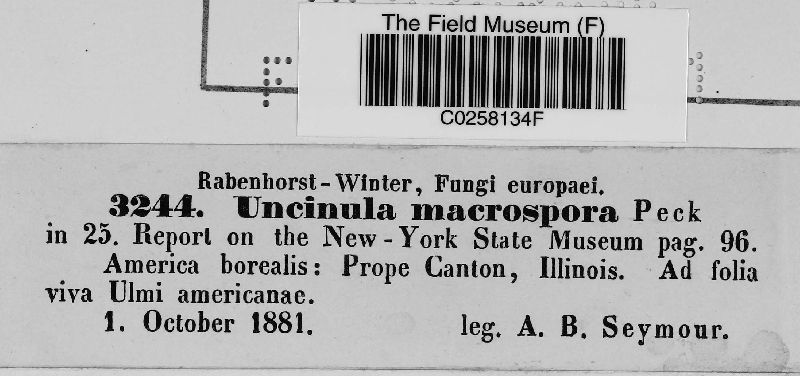 The Field Museum (F)
C0258134F
Rabenhorst-Winter, Fungi europaei.
3244. Uncinula macrospora Peck
in 25. Report on the New-York State Museum pag. 96.
America borealis: Prope Canton, Illinois. Ad folia
viva Ulmi americanae.
1. October 1881. leg. A. B. Seymour.